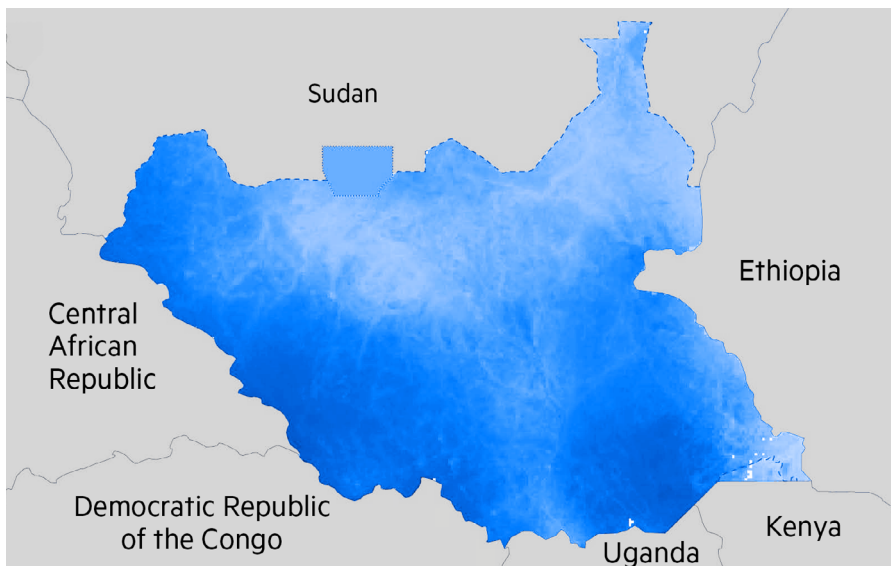 Sudan
Ethiopia
Central
African
Republic
Democratic Republic
of the Congo
Uganda
Kenya